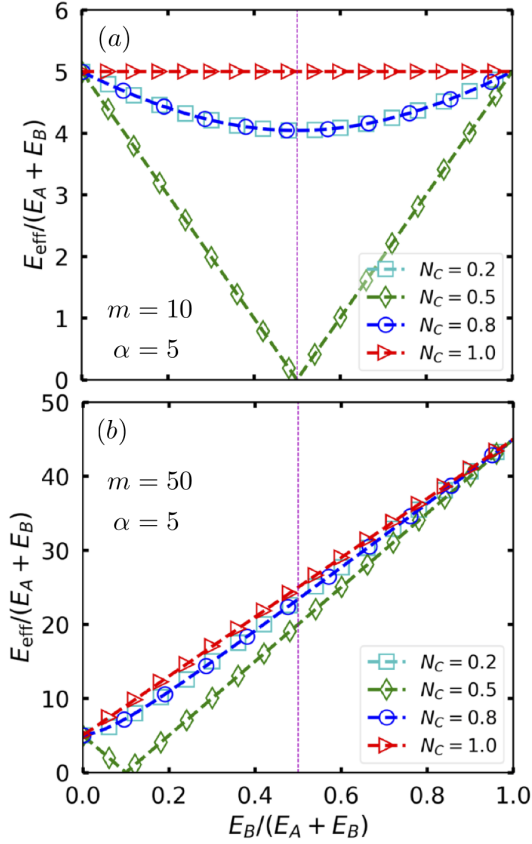 6
(a)
5
4
3
2
1
0
E_eff/(E_A + E_B)
m = 10
α = 5
N_C = 0.2
N_C = 0.5
N_C = 0.8
N_C = 1.0
50
(b)
40
30
20
10
0
E_eff/(E_A + E_B)
m = 50
α = 5
N_C = 0.2
N_C = 0.5
N_C = 0.8
N_C = 1.0
0.0 0.2 0.4 0.6 0.8 1.0
E_B/(E_A + E_B)